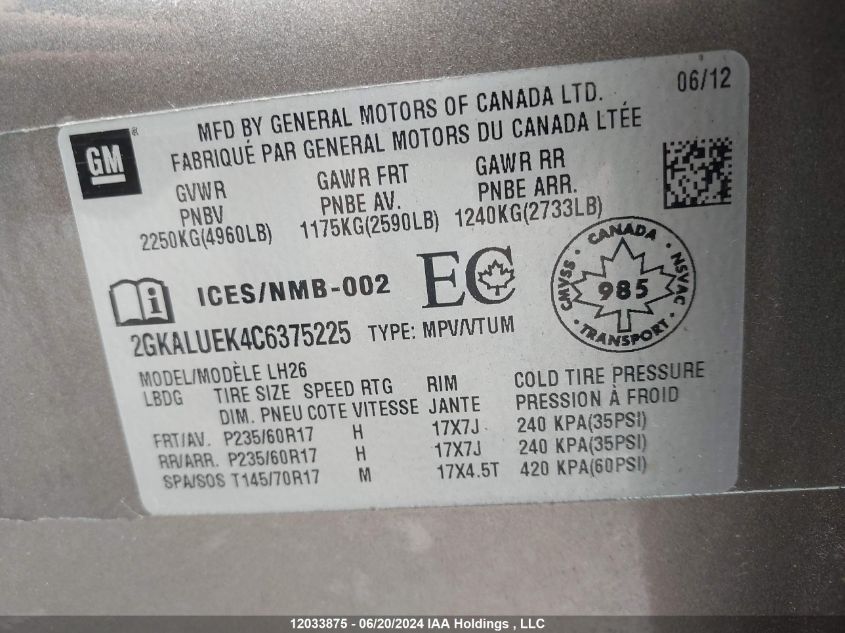 06/12
MFD BY GENERAL MOTORS OF CANADA LTD.
FABRIQUÉ PAR GENERAL MOTORS DU CANADA LTÉE
GM®
GVWR GAWR FRT GAWR RR
PNBV PNBE AV. PNBE ARR.
2250KG(4960LB) 1175KG(2590LB) 1240KG(2733LB)
i ICES/NMB-002 EC
CANADA
CMVSS 985 NSVAC
TRANSPORT
2GKALUEK4C6375225 TYPE: MPV/VTUM
MODEL/MODÈLE LH26
LBDG TIRE SIZE SPEED RTG RIM COLD TIRE PRESSURE
DIM. PNEU COTE VITESSE JANTE PRESSION À FROID
FRT/AV. P235/60R17 H 17X7J 240 KPA(35PSI)
RR/ARR. P235/60R17 H 17X7J 240 KPA(35PSI)
SPA/SOS T145/70R17 M 17X4.5T 420 KPA(60PSI)
12033875 - 06/20/2024 IAA Holdings , LLC